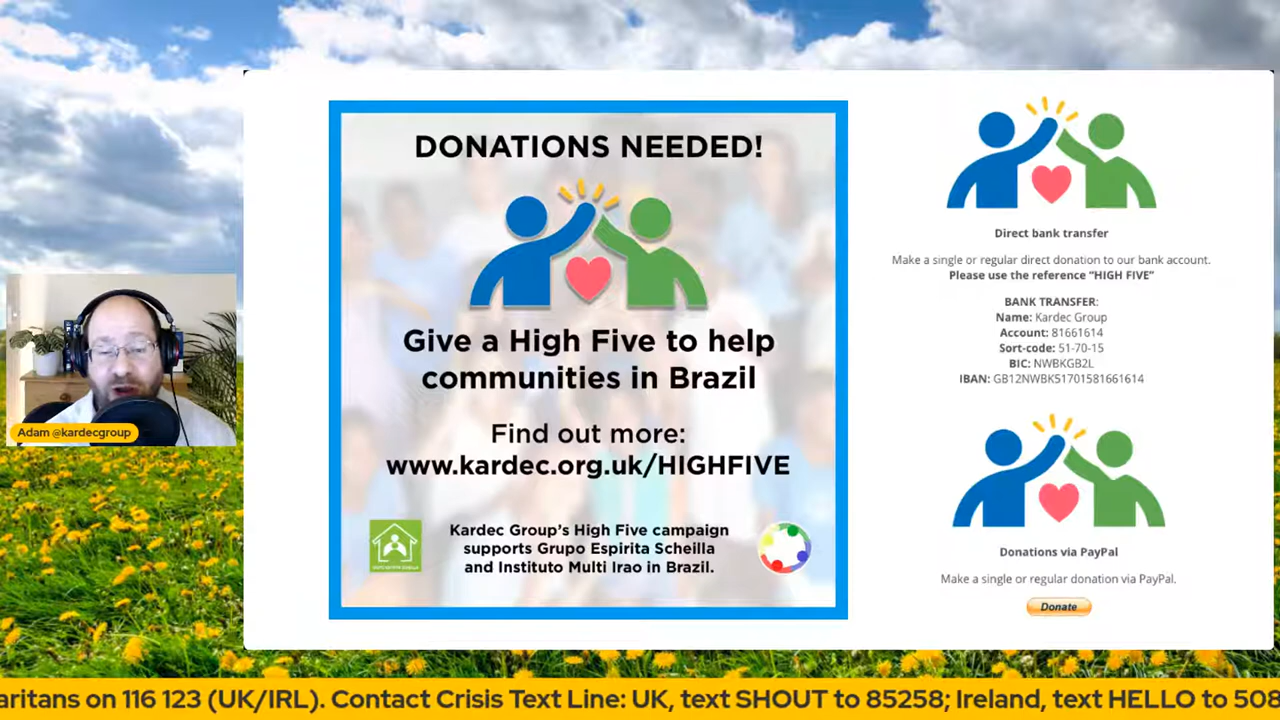 DONATIONS NEEDED!
Give a High Five to help
communities in Brazil
Find out more:
www.kardec.org.uk/HIGHFIVE
Kardec Group's High Five campaign
supports Grupo Espirita Scheilla
and Instituto Multi Irao in Brazil.
Direct bank transfer
Make a single or regular direct donation to our bank account.
Please use the reference “HIGH FIVE”
BANK TRANSFER:
Name: Kardec Group
Account: 81661614
Sort-code: 51-70-15
BIC: NWBKGB2L
IBAN: GB12NWBK51701581661614
Donations via PayPal
Make a single or regular donation via PayPal.
Donate
Adam @kardecgroup
aritans on 116 123 (UK/IRL). Contact Crisis Text Line: UK, text SHOUT to 85258; Ireland, text HELLO to 508